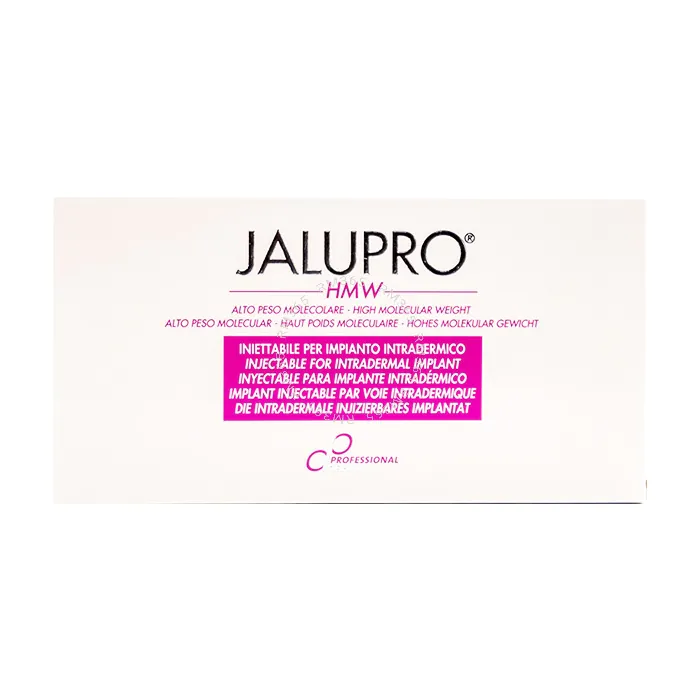 JALUPRO®
HMW
ALTO PESO MOLECOLARE · HIGH MOLECULAR WEIGHT
ALTO PESO MOLECULAR · HAUT POIDS MOLECULAIRE · HOHES MOLEKULAR GEWICHT
INIETTABILE PER IMPIANTO INTRADERMICO
INJECTABLE FOR INTRADERMAL IMPLANT
INYECTABLE PARA IMPLANTE INTRADÉRMICO
IMPLANT INJECTABLE PAR VOIE INTRADERMIQUE
DIE INTRADERMALE INJIZIERBARES IMPLANTAT
PROFESSIONAL